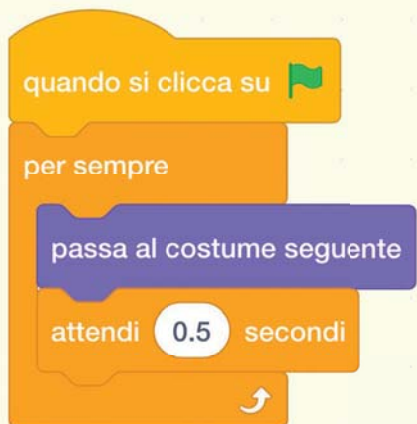 quando si clicca su
per sempre
passa al costume seguente
attendi 0.5 secondi